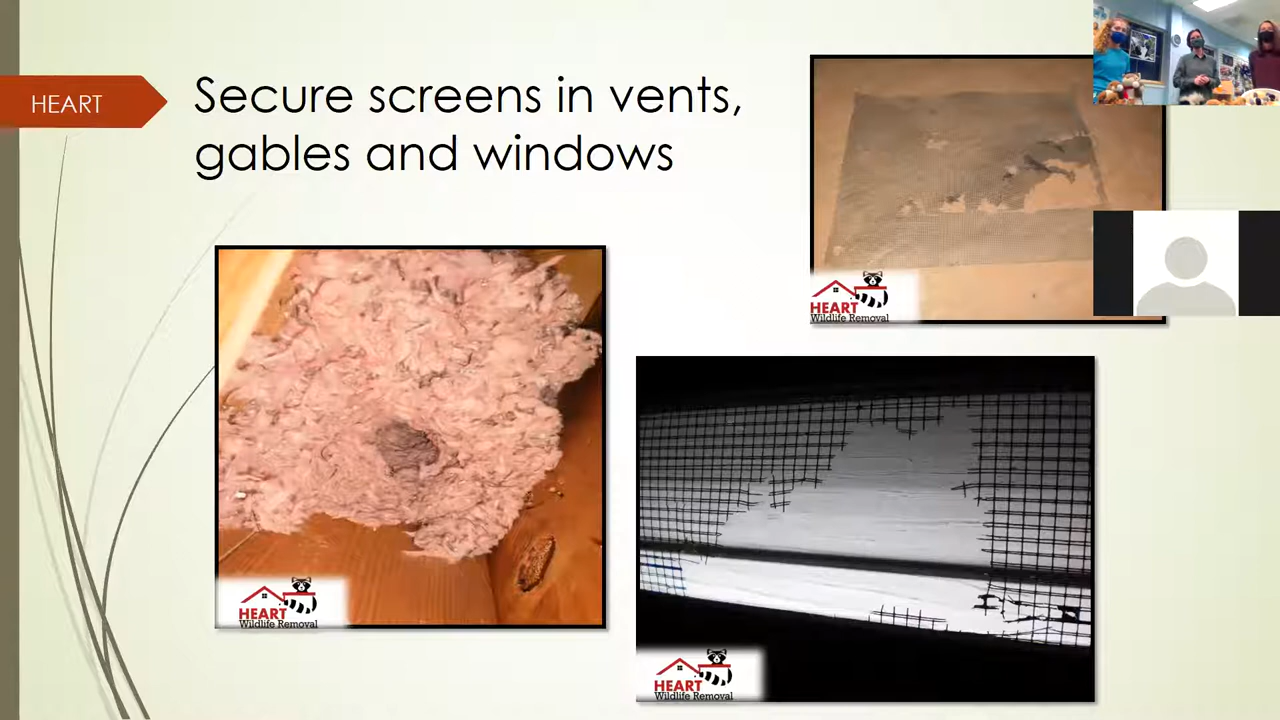 HEART
Secure screens in vents,
gables and windows
HEART
Wildlife Removal
HEART
Wildlife Removal
HEART
Wildlife Removal